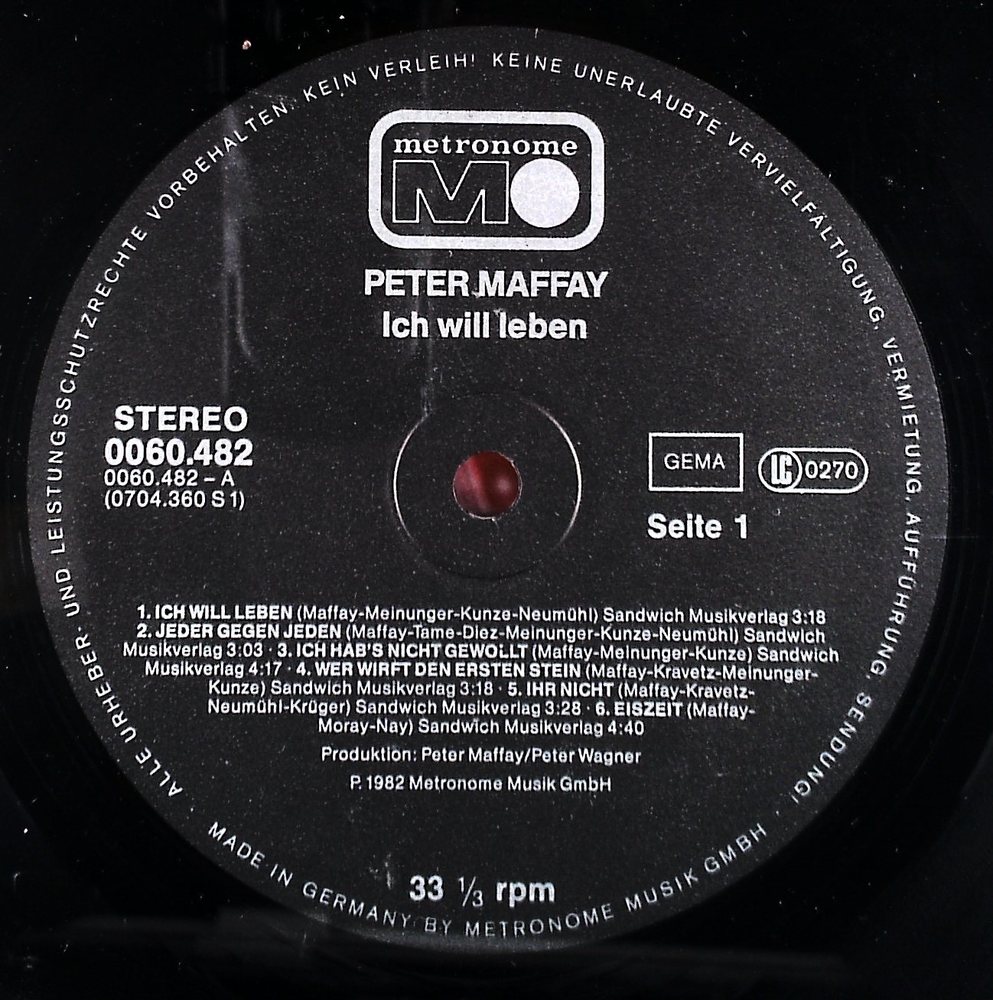 ALLE URHEBER- UND LEISTUNGSSCHUTZRECHTE VORBEHALTEN. KEIN VERLEIH! KEINE UNERLAUBTE VERVIELFÄLTIGUNG, VERMIETUNG, AUFFÜHRUNG, SENDUNG!
metronome
MO
PETER MAFFAY
Ich will leben
STEREO
0060.482
0060.482 – A
(0704.360 S 1)
GEMA
LC 0270
Seite 1
1. ICH WILL LEBEN (Maffay-Meinunger-Kunze-Neumühl) Sandwich Musikverlag 3:18
2. JEDER GEGEN JEDEN (Maffay-Tame-Diez-Meinunger-Kunze-Neumühl) Sandwich
Musikverlag 3:03 · 3. ICH HAB'S NICHT GEWOLLT (Maffay-Meinunger-Kunze) Sandwich
Musikverlag 4:17 · 4. WER WIRFT DEN ERSTEN STEIN (Maffay-Kravetz-Meinunger-
Kunze) Sandwich Musikverlag 3:18 · 5. IHR NICHT (Maffay-Kravetz-
Neumühl-Krüger) Sandwich Musikverlag 3:28 · 6. EISZEIT (Maffay-
Moray-Nay) Sandwich Musikverlag 4:40
Produktion: Peter Maffay/Peter Wagner
P. 1982 Metronome Musik GmbH
33 1/3 rpm
· MADE IN GERMANY BY METRONOME MUSIK GMBH ·